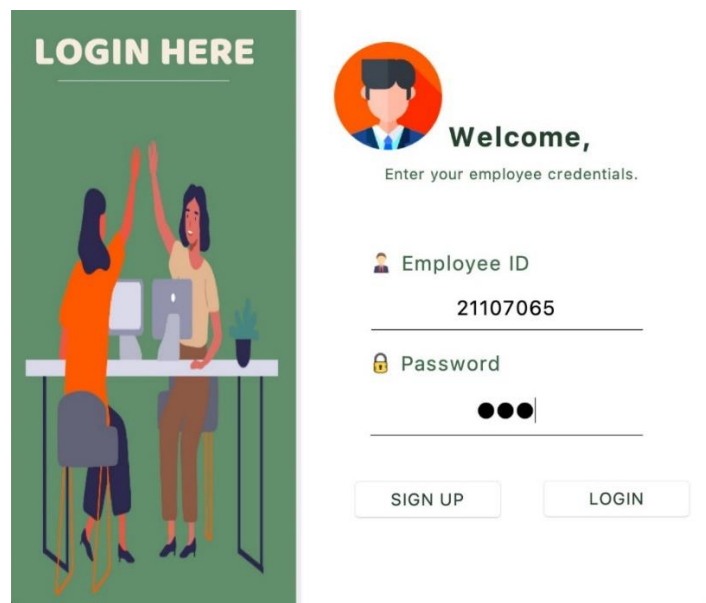 LOGIN HERE
Welcome,
Enter your employee credentials.
Employee ID
21107065
Password
●●●
SIGN UP
LOGIN